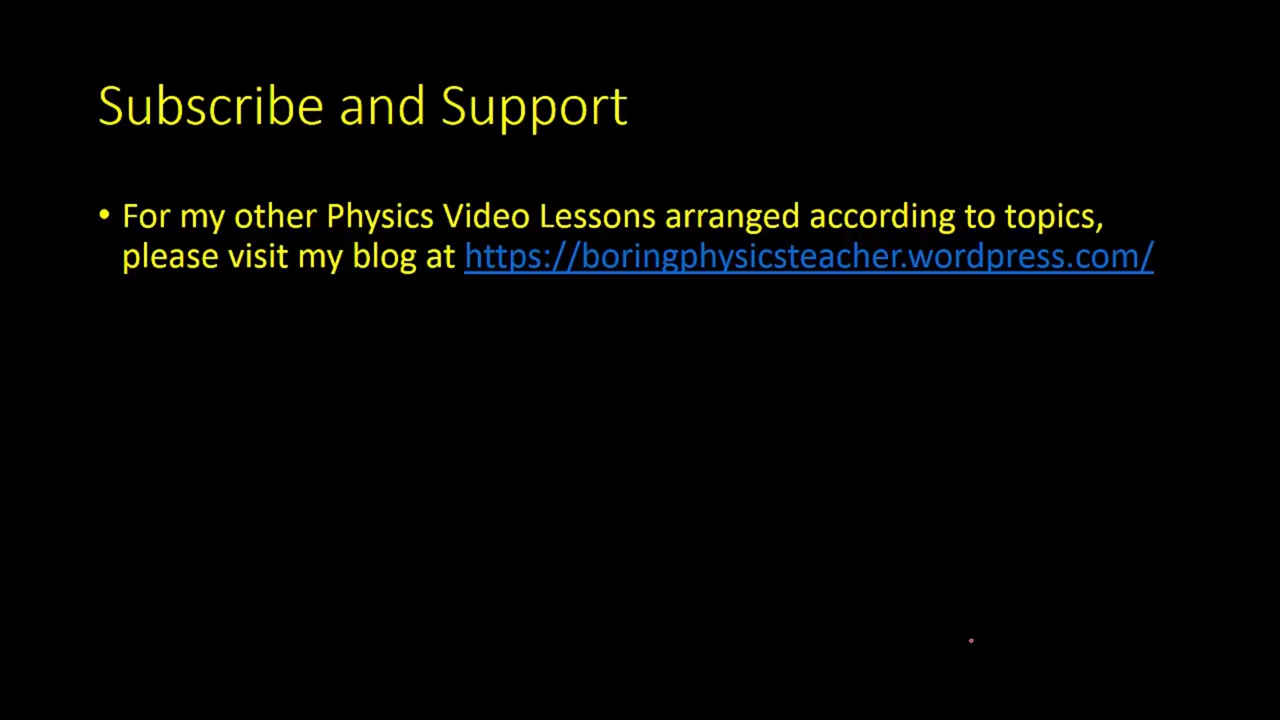 Subscribe and Support
• For my other Physics Video Lessons arranged according to topics,
please visit my blog at https://boringphysicsteacher.wordpress.com/